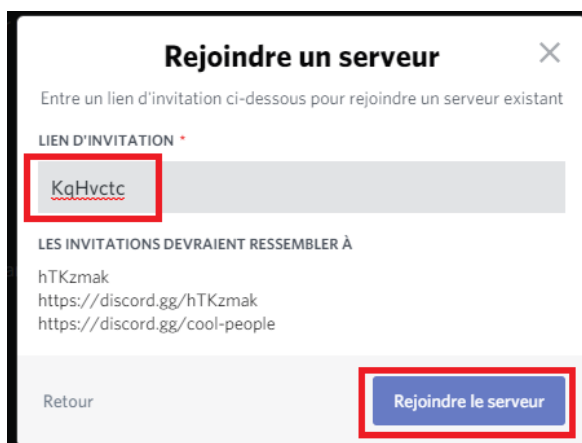 Rejoindre un serveur
Entre un lien d'invitation ci-dessous pour rejoindre un serveur existant
LIEN D'INVITATION *
KqHvctc
LES INVITATIONS DEVRAIENT RESSEMBLER À
hTKzmak
https://discord.gg/hTKzmak
https://discord.gg/cool-people
Retour
Rejoindre le serveur